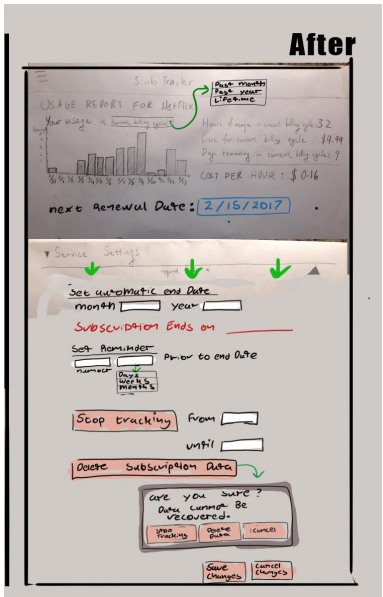 After
Sub Tracker
Past month
Past year
Lifetime
USAGE REPORT FOR Netflix
Your usage in current billing cycle
Hours of usage in current billing cycle: 32
Cost for current billing cycle: $9.99
Days remaining in current billing cycle: 9
COST PER HOUR: $0.16
next Renewal Date: 2/15/2017
Service Settings
Set automatic end Date
month year
Subscription Ends on
Set Reminder
number
Prior to end Date
Days
weeks
months
Stop tracking from
until
Delete Subscription Data
are you sure?
Data cannot Be
recovered.
Stop
Tracking
Delete
Data
cancel
Save
Changes
Cancel
Changes